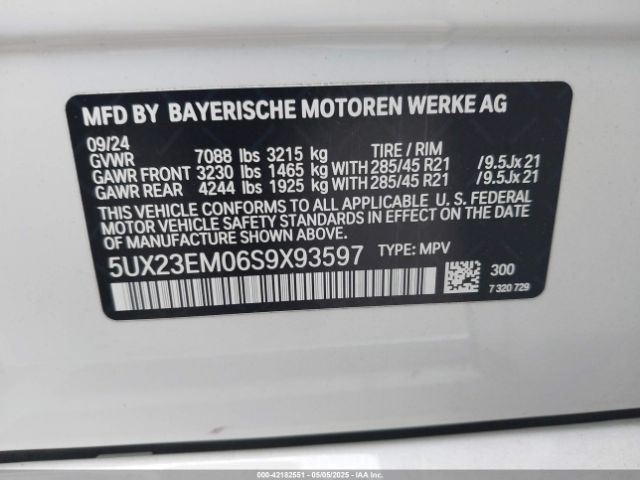 MFD BY BAYERISCHE MOTOREN WERKE AG
09/24 TIRE / RIM
GVWR 7088 lbs 3215 kg
GAWR FRONT 3230 lbs 1465 kg WITH 285/45 R21 /9.5Jx21
GAWR REAR 4244 lbs 1925 kg WITH 285/45 R21 /9.5Jx21
THIS VEHICLE CONFORMS TO ALL APPLICABLE U. S. FEDERAL
MOTOR VEHICLE SAFETY STANDARDS IN EFFECT ON THE DATE
OF MANUFACTURE SHOWN ABOVE.
5UX23EM06S9X93597 TYPE: MPV
300
7 320 729
000-42182551 - 05/05/2025 - IAAI.COM